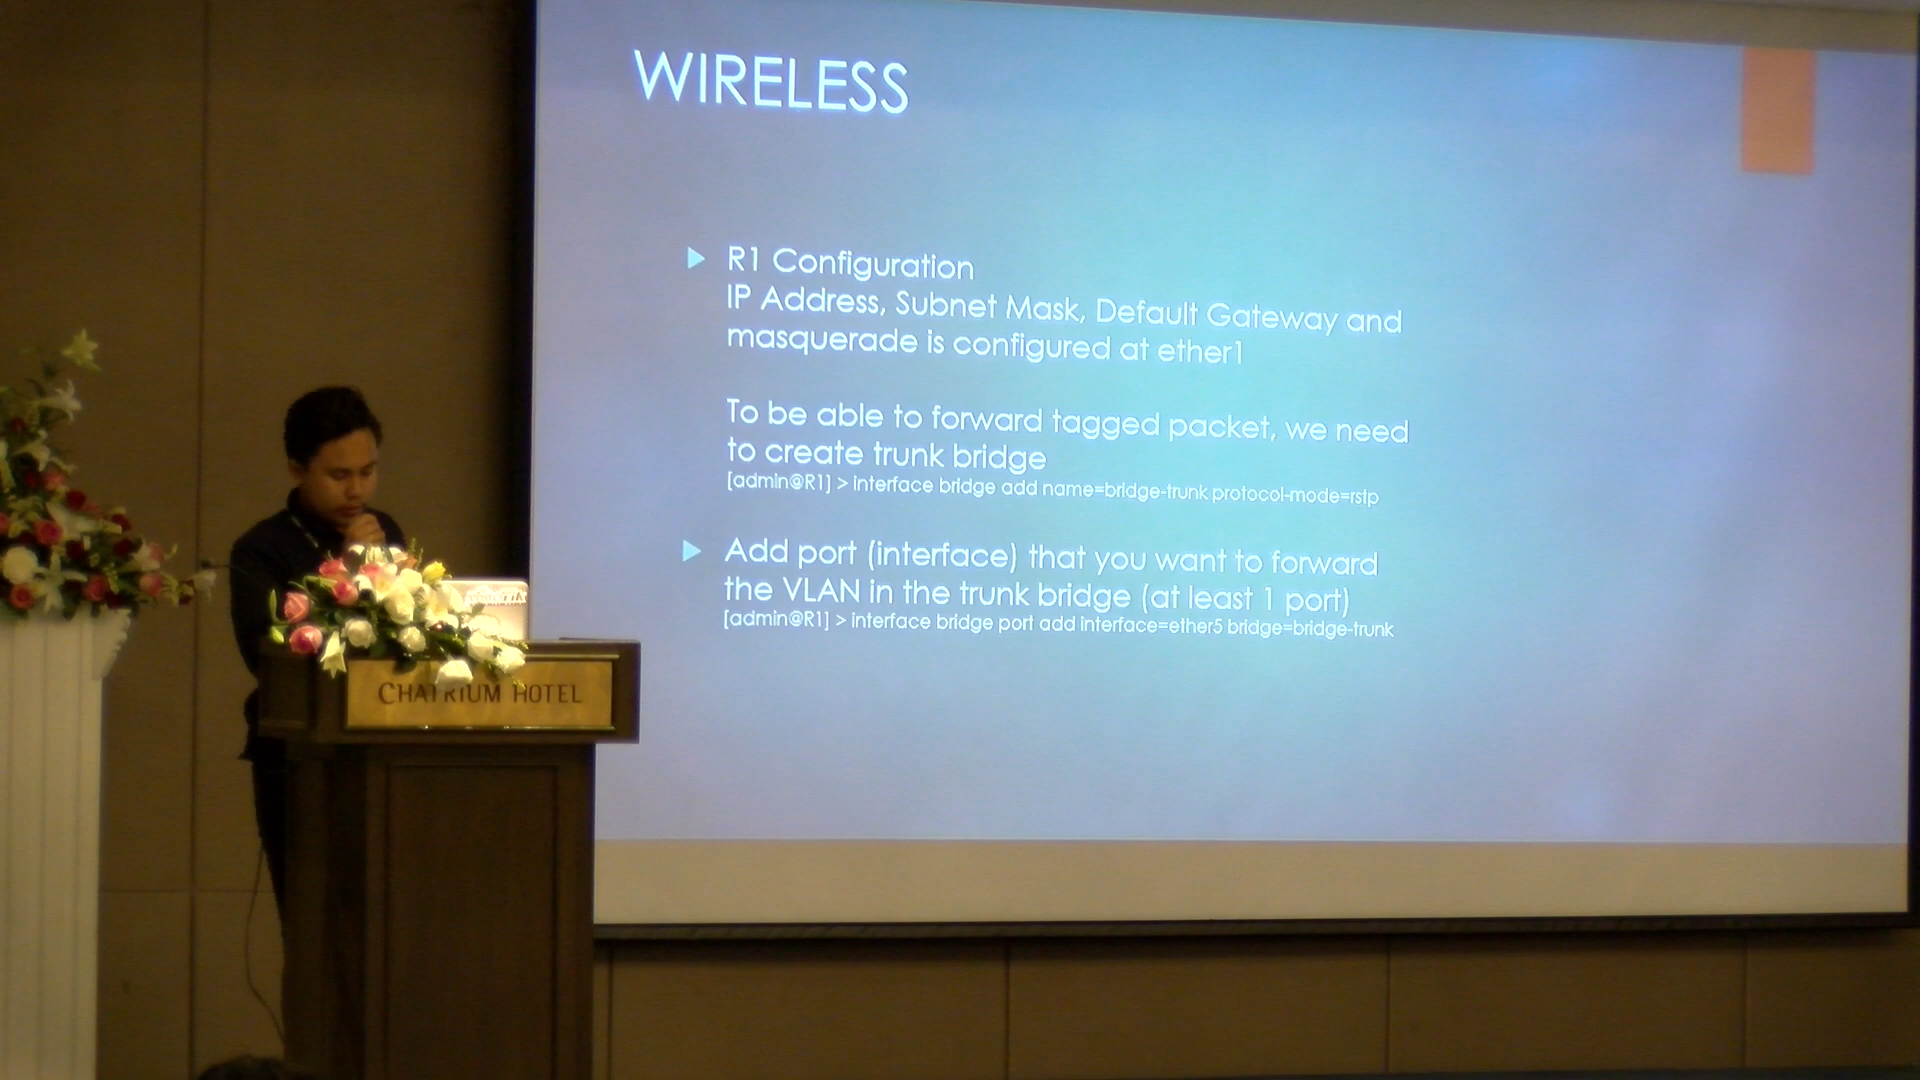 WIRELESS
R1 Configuration
IP Address, Subnet Mask, Default Gateway and
masquerade is configured at ether1
To be able to forward tagged packet, we need
to create trunk bridge
[admin@R1] > interface bridge add name=bridge-trunk protocol-mode=rstp
Add port (interface) that you want to forward
the VLAN in the trunk bridge (at least 1 port)
[admin@R1] > interface bridge port add interface=ether5 bridge=bridge-trunk
CHATRIUM HOTEL